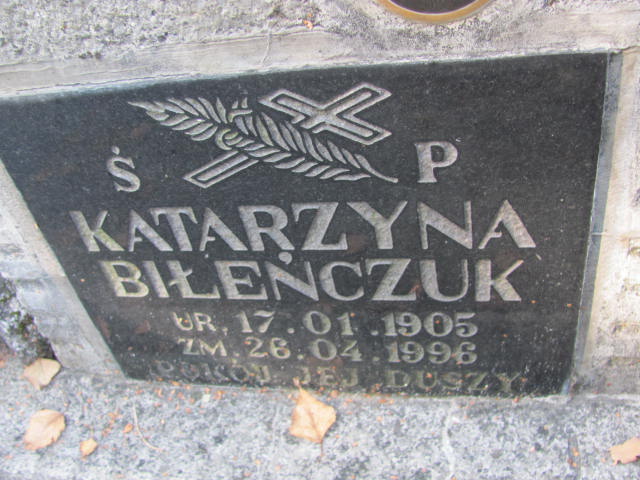 Ś P
KATARZYNA
BIŁEŃCZUK
UR. 17.01.1905
ZM. 26.04.1996
POKÓJ JEJ DUSZY